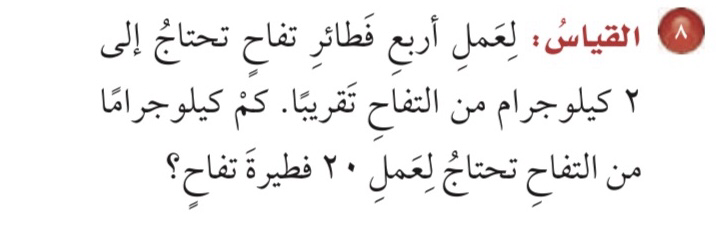 ٨ القياسُ: لِعَملِ أربعِ فَطائرِ تفاحٍ تحتاجُ إلى
٢ كيلوجرام من التفاحِ تَقريبًا. كمْ كيلوجرامًا
من التفاحِ تحتاجُ لِعَملِ ٢٠ فطيرةَ تفاحٍ؟